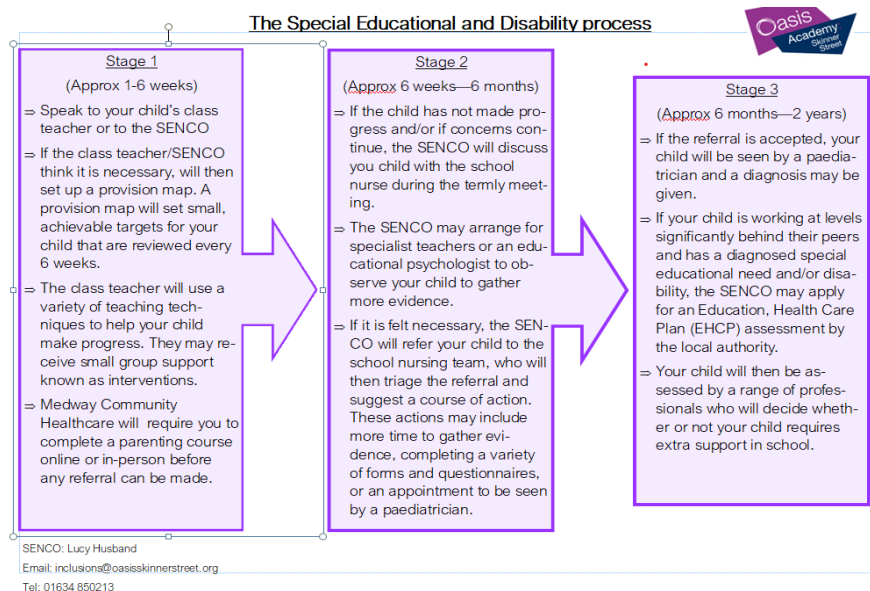 The Special Educational and Disability process
Oasis
Academy
Skinner
Street
Stage 1
(Approx 1-6 weeks)
⇒ Speak to your child's class
teacher or to the SENCO
⇒ If the class teacher/SENCO
think it is necessary, will then
set up a provision map. A
provision map will set small,
achievable targets for your
child that are reviewed every
6 weeks.
⇒ The class teacher will use a
variety of teaching tech-
niques to help your child
make progress. They may re-
ceive small group support
known as interventions.
⇒ Medway Community
Healthcare will  require you to
complete a parenting course
online or in-person before
any referral can be made.
Stage 2
(Approx 6 weeks—6 months)
⇒ If the child has not made pro-
gress and/or if concerns con-
tinue, the SENCO will discuss
you child with the school
nurse during the termly meet-
ing.
⇒ The SENCO may arrange for
specialist teachers or an edu-
cational psychologist to ob-
serve your child to gather
more evidence.
⇒ If it is felt necessary, the SEN-
CO will refer your child to the
school nursing team, who will
then triage the referral and
suggest a course of action.
These actions may include
more time to gather evi-
dence, completing a variety
of forms and questionnaires,
or an appointment to be seen
by a paediatrician.
Stage 3
(Approx 6 months—2 years)
⇒ If the referral is accepted, your
child will be seen by a paedia-
trician and a diagnosis may be
given.
⇒ If your child is working at levels
significantly behind their peers
and has a diagnosed special
educational need and/or disa-
bility, the SENCO may apply
for an Education, Health Care
Plan (EHCP) assessment by
the local authority.
⇒ Your child will then be as-
sessed by a range of profes-
sionals who will decide wheth-
er or not your child requires
extra support in school.
SENCO: Lucy Husband
Email: inclusions@oasisskinnerstreet.org
Tel: 01634 850213